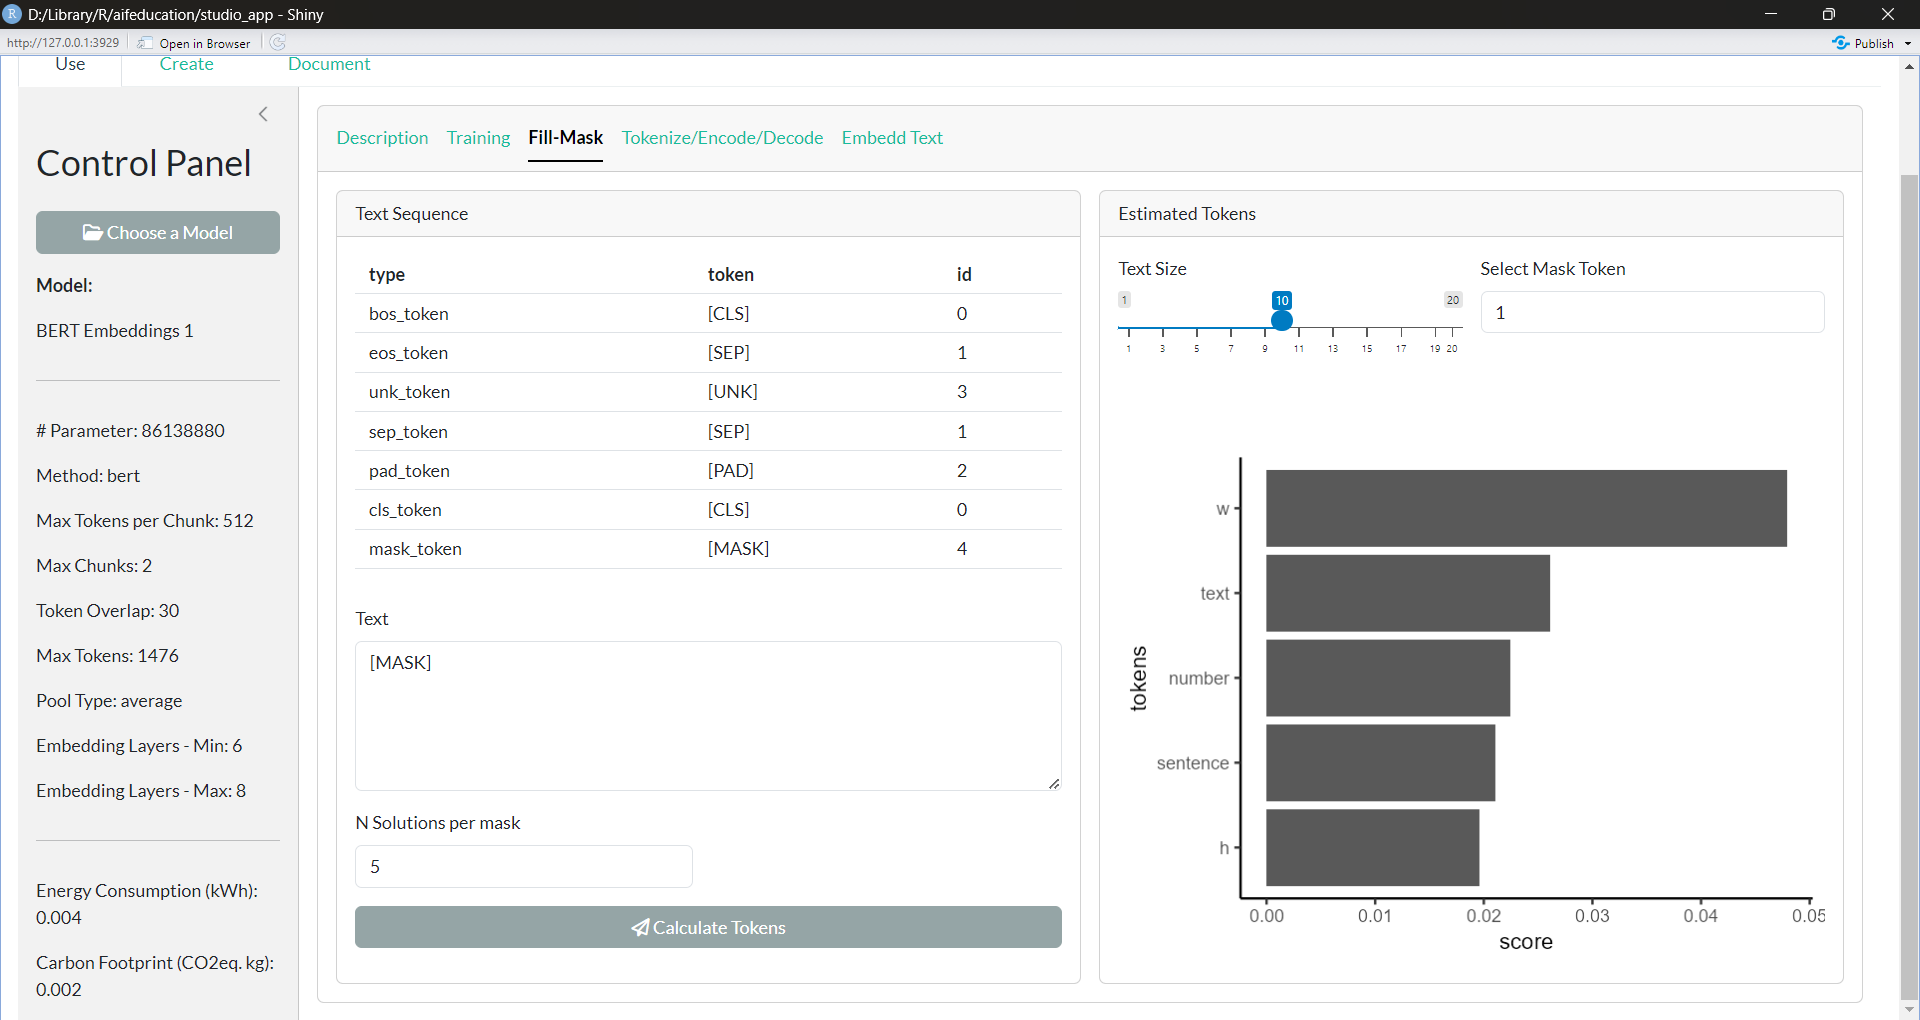 R D:/Library/R/aifeducation/studio_app - Shiny
http://127.0.0.1:3929 Open in Browser Publish
Use Create Document
Control Panel
Choose a Model
Model:
BERT Embeddings 1
# Parameter: 86138880
Method: bert
Max Tokens per Chunk: 512
Max Chunks: 2
Token Overlap: 30
Max Tokens: 1476
Pool Type: average
Embedding Layers - Min: 6
Embedding Layers - Max: 8
Energy Consumption (kWh):
0.004
Carbon Footprint (CO2eq. kg):
0.002
Description Training Fill-Mask Tokenize/Encode/Decode Embedd Text
Text Sequence
type token id
bos_token [CLS] 0
eos_token [SEP] 1
unk_token [UNK] 3
sep_token [SEP] 1
pad_token [PAD] 2
cls_token [CLS] 0
mask_token [MASK] 4
Text
[MASK]
N Solutions per mask
5
Calculate Tokens
Estimated Tokens
Text Size
1 10 20
1 3 5 7 9 11 13 15 17 19 20
Select Mask Token
1
tokens
w
text
number
sentence
h
0.00 0.01 0.02 0.03 0.04 0.05
score